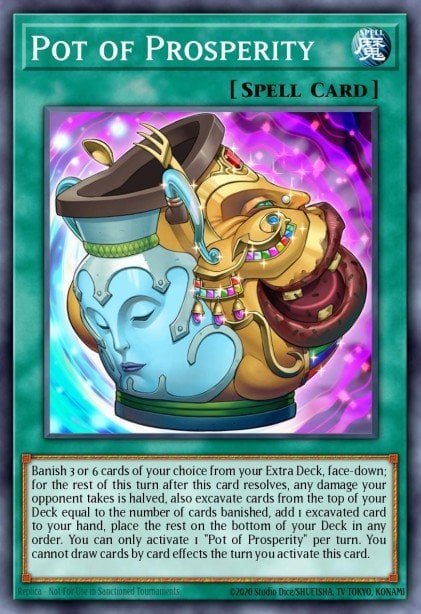 POT OF PROSPERITY
SPELL
魔
[ SPELL CARD ]
Banish 3 or 6 cards of your choice from your Extra Deck, face-down;
for the rest of this turn after this card resolves, any damage your
opponent takes is halved, also excavate cards from the top of your
Deck equal to the number of cards banished, add 1 excavated card
to your hand, place the rest on the bottom of your Deck in any
order. You can only activate 1 "Pot of Prosperity" per turn. You
cannot draw cards by card effects the turn you activate this card.
Replica - Not For Use in Sanctioned Tournaments
©2020 Studio Dice/SHUEISHA, TV TOKYO, KONAMI